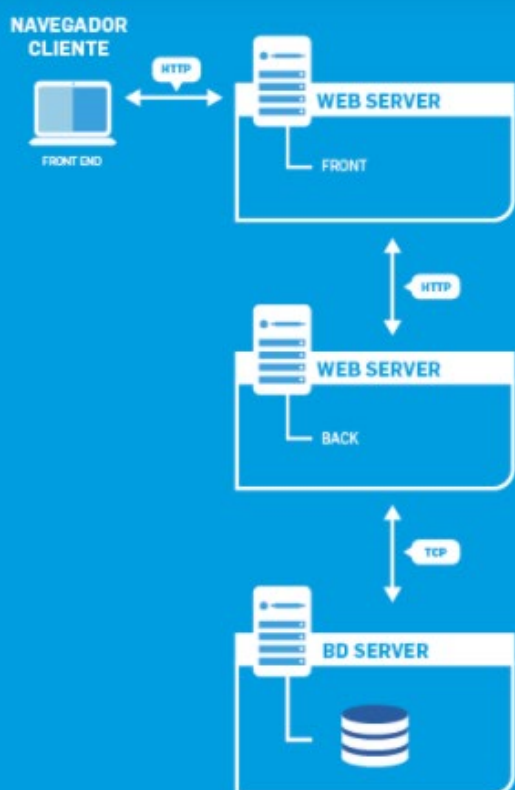 NAVEGADOR
CLIENTE
HTTP
FRONT END
WEB SERVER
FRONT
HTTP
WEB SERVER
BACK
TCP
BD SERVER